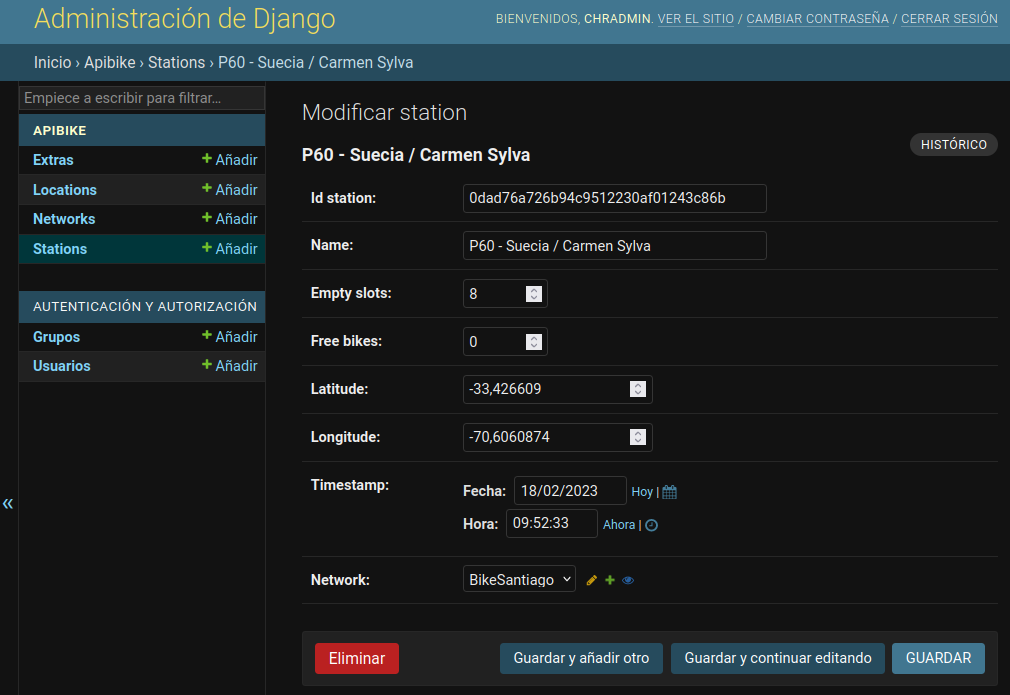 Administración de Django
BIENVENIDOS, CHRADMIN. VER EL SITIO / CAMBIAR CONTRASEÑA / CERRAR SESIÓN
Inicio › Apibike › Stations › P60 - Suecia / Carmen Sylva
Empiece a escribir para filtrar...
APIBIKE
Extras + Añadir
Locations + Añadir
Networks + Añadir
Stations + Añadir
AUTENTICACIÓN Y AUTORIZACIÓN
Grupos + Añadir
Usuarios + Añadir
«
Modificar station
P60 - Suecia / Carmen Sylva
HISTÓRICO
Id station: 0dad76a726b94c9512230af01243c86b
Name: P60 - Suecia / Carmen Sylva
Empty slots: 8
Free bikes: 0
Latitude: -33,426609
Longitude: -70,6060874
Timestamp:
Fecha: 18/02/2023 Hoy |
Hora: 09:52:33 Ahora |
Network: BikeSantiago
Eliminar Guardar y añadir otro Guardar y continuar editando GUARDAR